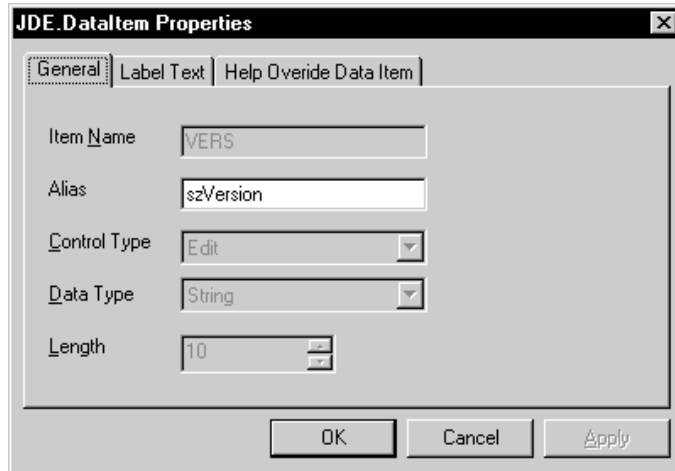 JDE.DataItem Properties
General Label Text Help Overide Data Item
Item Name VERS
Alias szVersion
Control Type Edit
Data Type String
Length 10
OK Cancel Apply